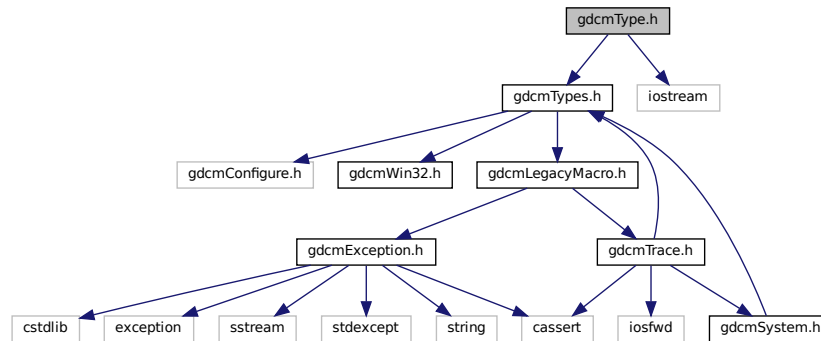 gdcmType.h
gdcmTypes.h
iostream
gdcmConfigure.h
gdcmWin32.h
gdcmLegacyMacro.h
gdcmException.h
gdcmTrace.h
cstdlib
exception
sstream
stdexcept
string
cassert
iosfwd
gdcmSystem.h